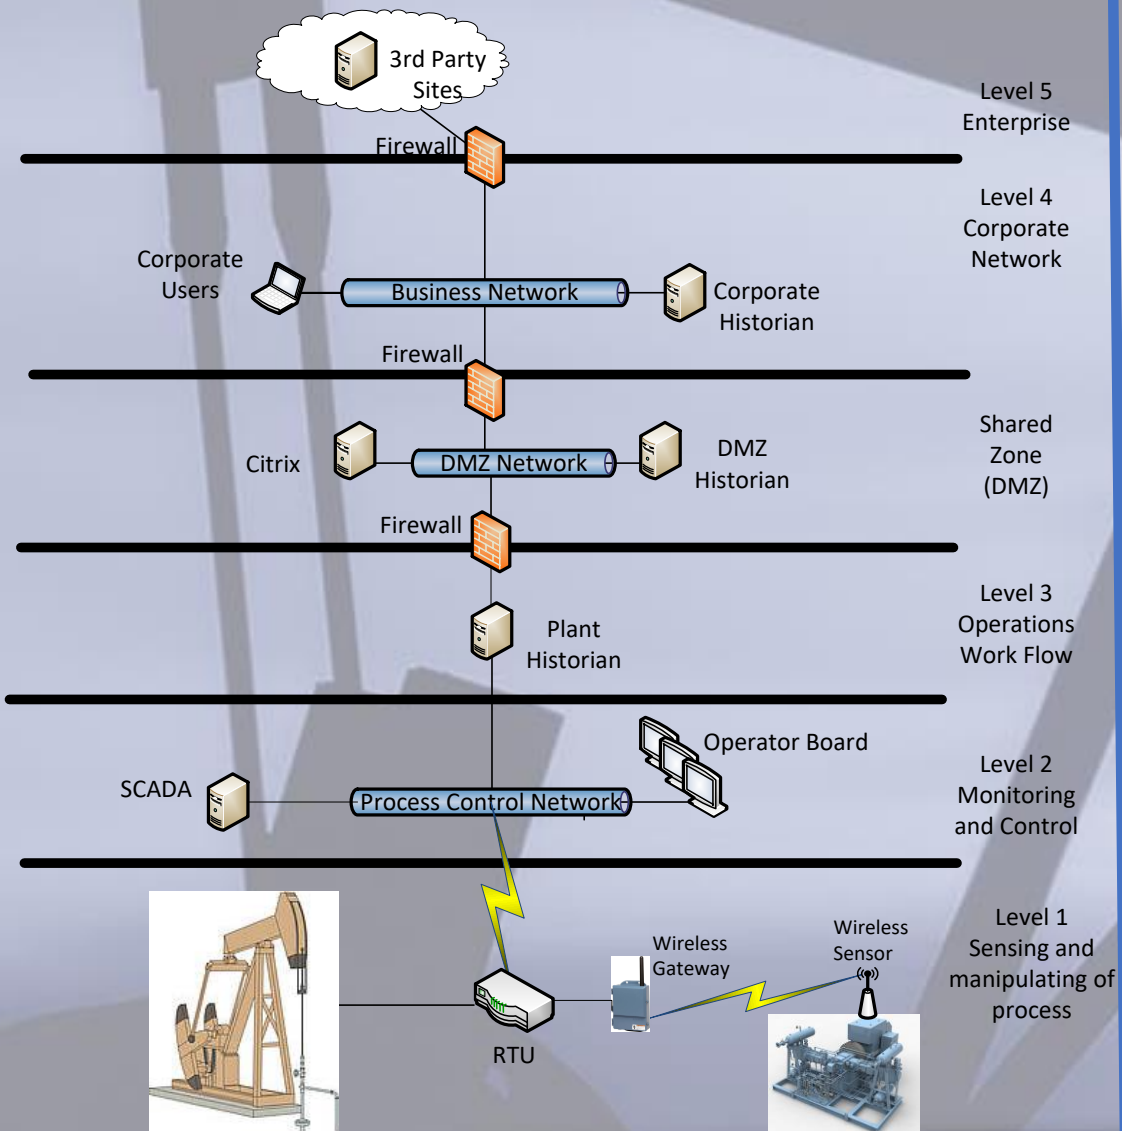 3rd Party
Sites
Level 5
Enterprise
Firewall
Level 4
Corporate
Network
Corporate
Users
Business Network
Corporate
Historian
Firewall
Shared
Zone
(DMZ)
Citrix
DMZ Network
DMZ
Historian
Firewall
Level 3
Operations
Work Flow
Plant
Historian
Operator Board
SCADA
Process Control Network
Level 2
Monitoring
and Control
Wireless
Gateway
Wireless
Sensor
Level 1
Sensing and
manipulating of
process
RTU